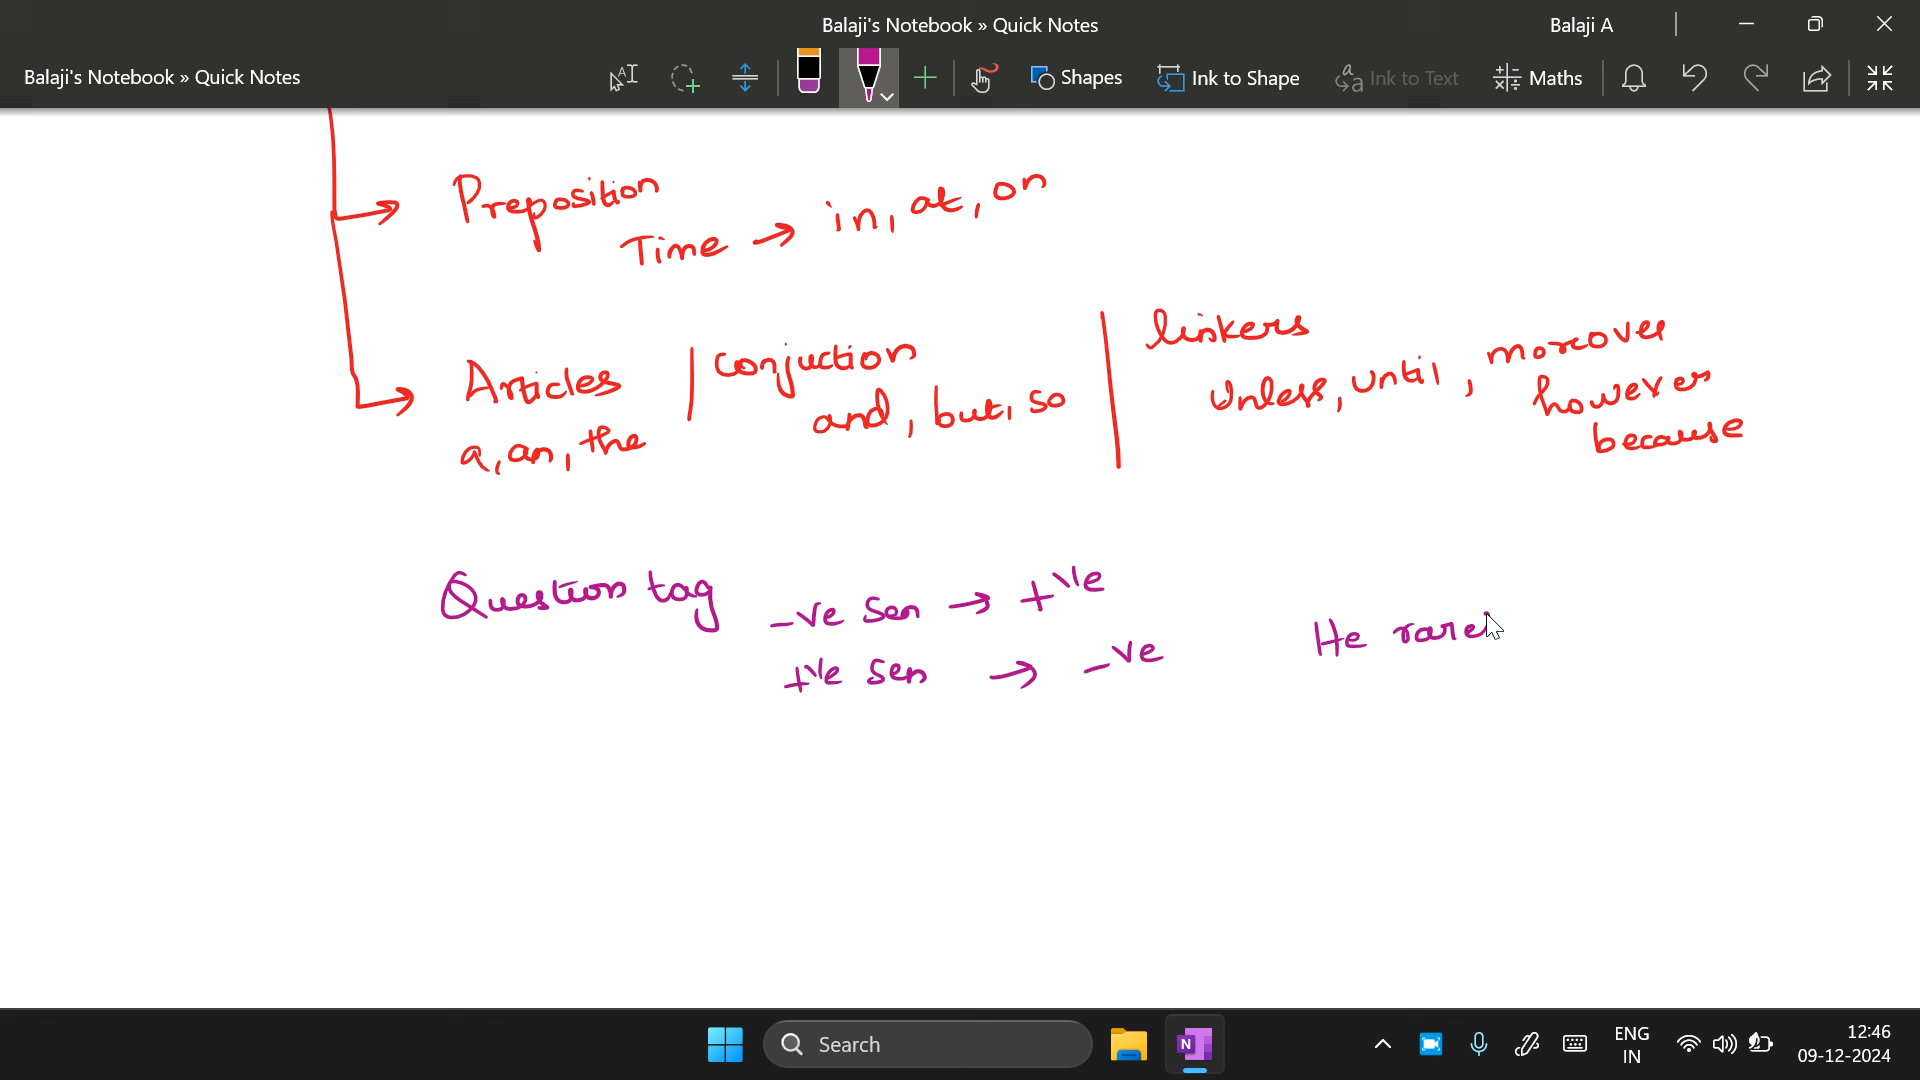 Balaji's Notebook » Quick Notes
Balaji A
Balaji's Notebook » Quick Notes
Shapes
Ink to Shape
Ink to Text
Maths
Preposition
Time → in, at, on
Articles
a, an, the
conjuction
and, but, so
linkers
Unless, until, moreover
however
because
Question tag
-ve sen → +ve
+ve sen → -ve
He rarel
Search
ENG
IN
12:46
09-12-2024